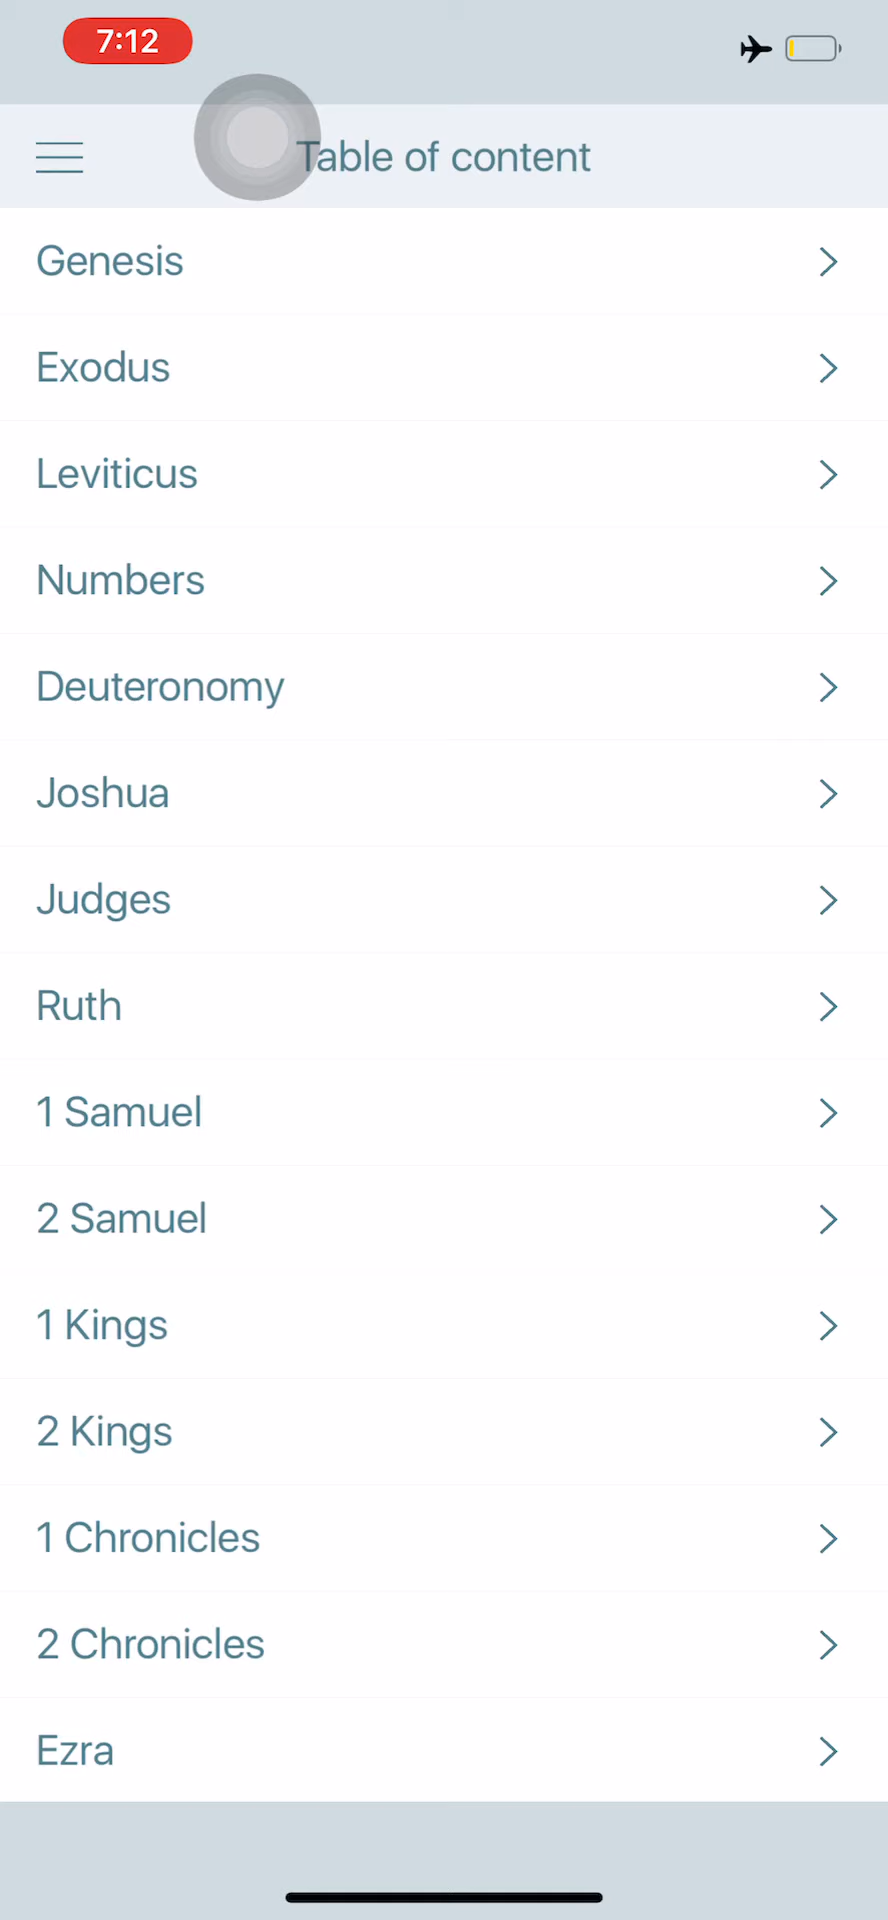 7:12
Table of content
Genesis
Exodus
Leviticus
Numbers
Deuteronomy
Joshua
Judges
Ruth
1 Samuel
2 Samuel
1 Kings
2 Kings
1 Chronicles
2 Chronicles
Ezra